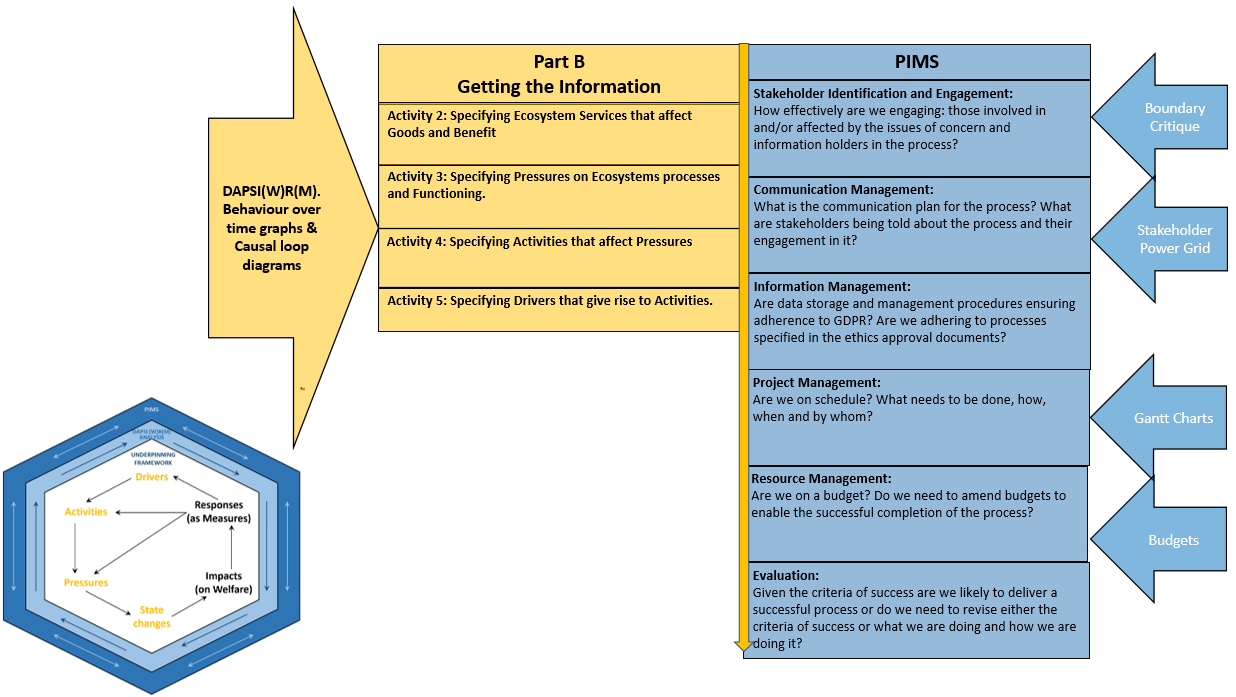 DAPSI(W)R(M).
Behaviour over
time graphs &
Causal loop
diagrams
Part B
Getting the Information
Activity 2: Specifying Ecosystem Services that affect
Goods and Benefit
Activity 3: Specifying Pressures on Ecosystems processes
and Functioning.
Activity 4: Specifying Activities that affect Pressures
Activity 5: Specifying Drivers that give rise to Activities.
PIMS
Stakeholder Identification and Engagement:
How effectively are we engaging: those involved in
and/or affected by the issues of concern and
information holders in the process?
Communication Management:
What is the communication plan for the process? What
are stakeholders being told about the process and their
engagement in it?
Information Management:
Are data storage and management procedures ensuring
adherence to GDPR? Are we adhering to processes
specified in the ethics approval documents?
Project Management:
Are we on schedule? What needs to be done, how,
when and by whom?
Resource Management:
Are we on a budget? Do we need to amend budgets to
enable the successful completion of the process?
Evaluation:
Given the criteria of success are we likely to deliver a
successful process or do we need to revise either the
criteria of success or what we are doing and how we are
doing it?
Boundary
Critique
Stakeholder
Power Grid
Gantt Charts
Budgets
PIMS
DAPSI (W)R(M)
ANALYSIS
UNDERPINNING
FRAMEWORK
Drivers
Activities
Responses
(as Measures)
Pressures
Impacts
(on Welfare)
State
changes